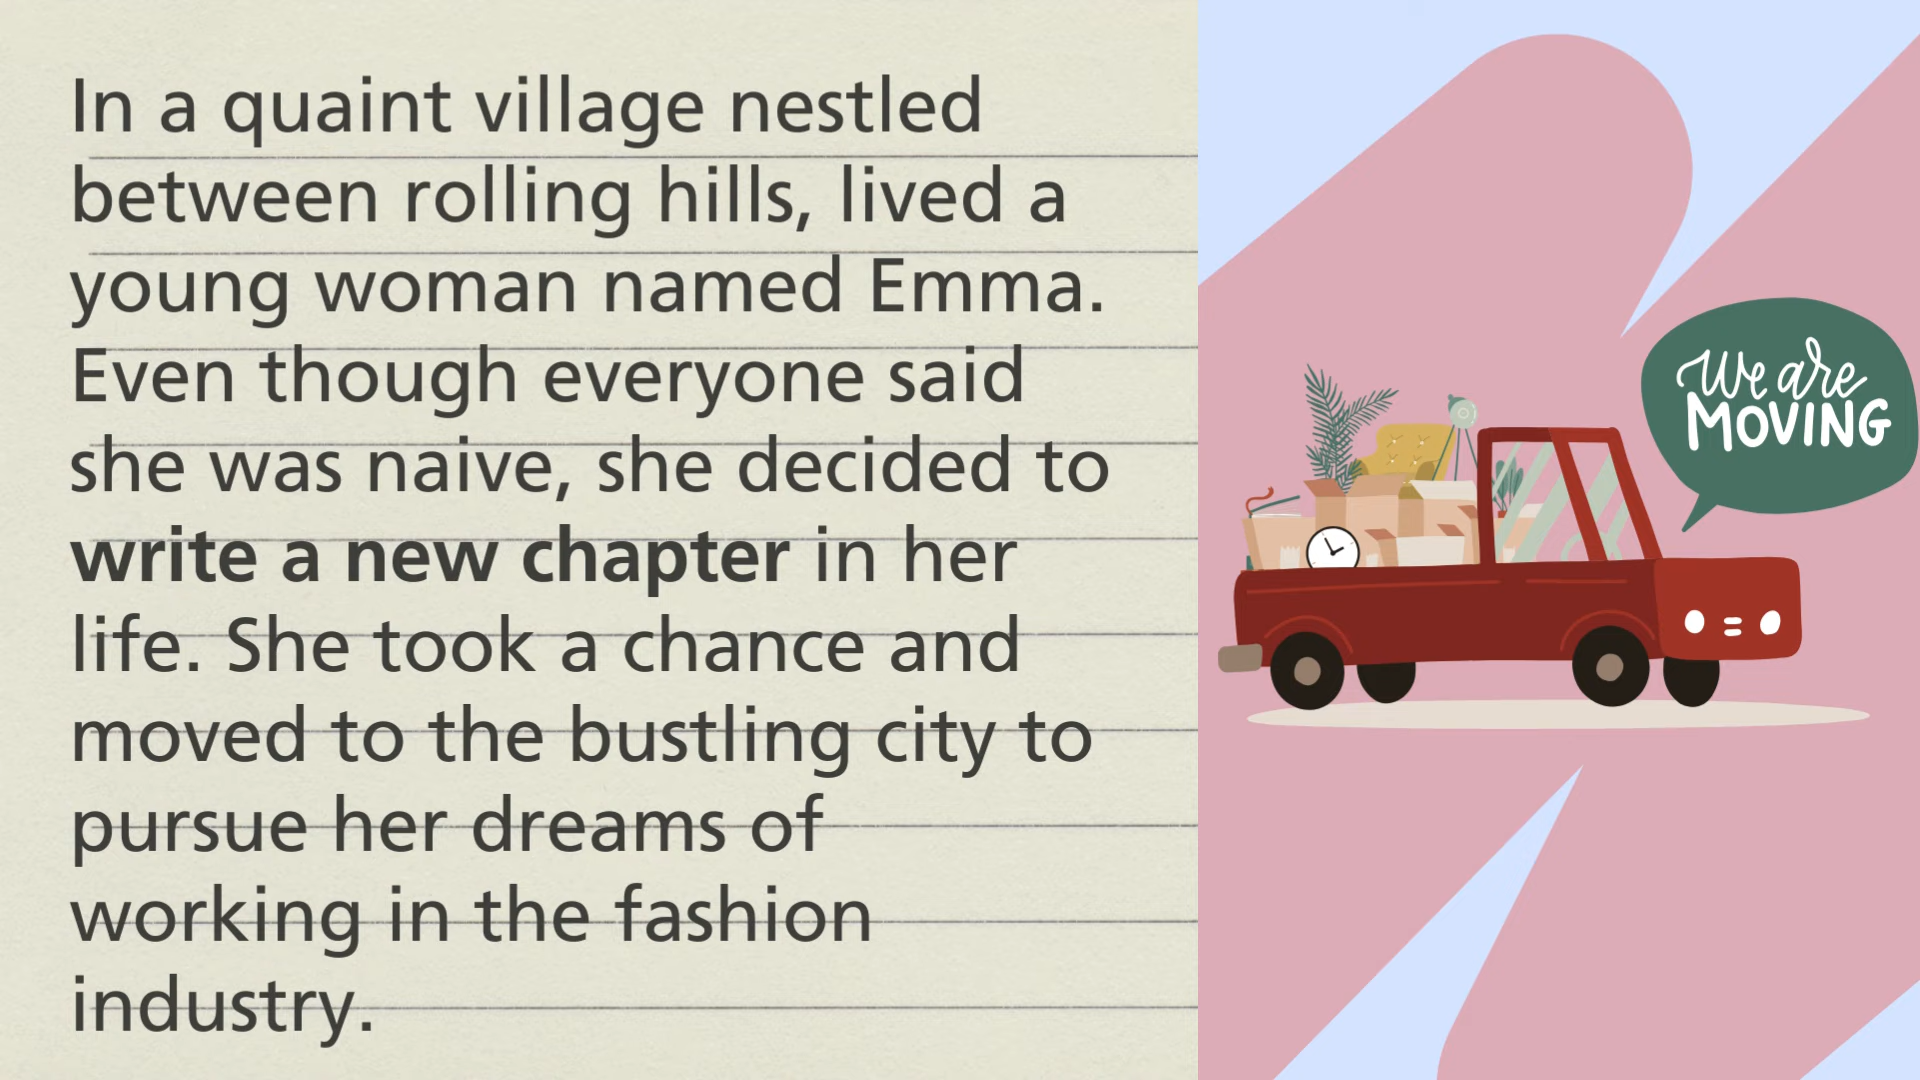 In a quaint village nestled
between rolling hills, lived a
young woman named Emma.
Even though everyone said
she was naive, she decided to
write a new chapter in her
life. She took a chance and
moved to the bustling city to
pursue her dreams of
working in the fashion
industry.
We are
MOVING